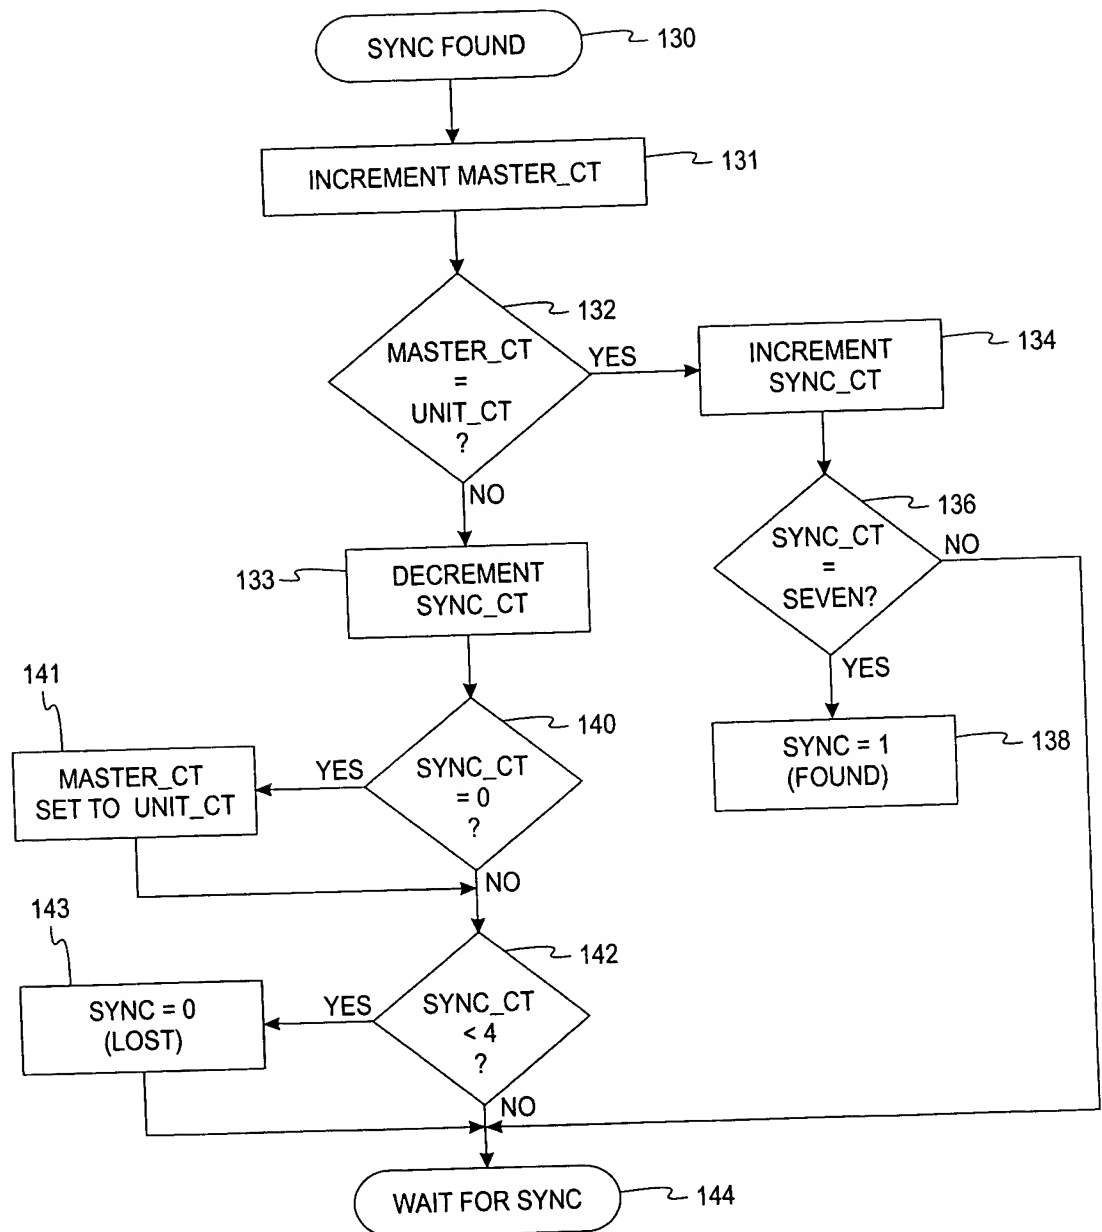 SYNC FOUND
130
INCREMENT MASTER_CT
131
132
MASTER_CT
=
UNIT_CT
?
YES
INCREMENT
SYNC_CT
134
NO
136
SYNC_CT
=
SEVEN?
NO
133
DECREMENT
SYNC_CT
YES
141
140
SYNC = 1
(FOUND)
138
MASTER_CT
SET TO UNIT_CT
YES
SYNC_CT
= 0
?
NO
143
142
SYNC = 0
(LOST)
YES
SYNC_CT
< 4
?
NO
WAIT FOR SYNC
144